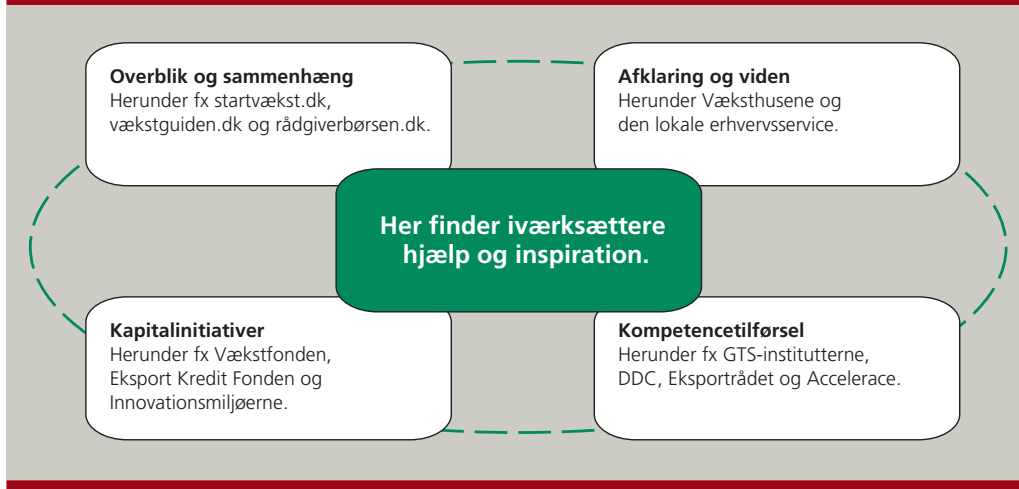 Overblik og sammenhæng
Herunder fx startvækst.dk,
vækstguiden.dk og rådgiverbørsen.dk.
Afklaring og viden
Herunder Væksthusene og
den lokale erhvervsservice.
Her finder iværksættere
hjælp og inspiration.
Kapitalinitiativer
Herunder fx Vækstfonden,
Eksport Kredit Fonden og
Innovationsmiljøerne.
Kompetencetilførsel
Herunder fx GTS-institutterne,
DDC, Eksportrådet og Accelerace.